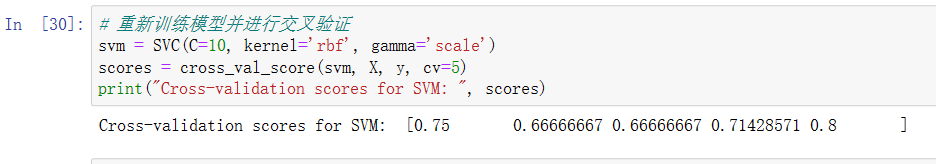 In [30]:
# 重新训练模型并进行交叉验证
svm = SVC(C=10, kernel='rbf', gamma='scale')
scores = cross_val_score(svm, X, y, cv=5)
print("Cross-validation scores for SVM: ", scores)
Cross-validation scores for SVM:  [0.75       0.66666667 0.66666667 0.71428571 0.8       ]